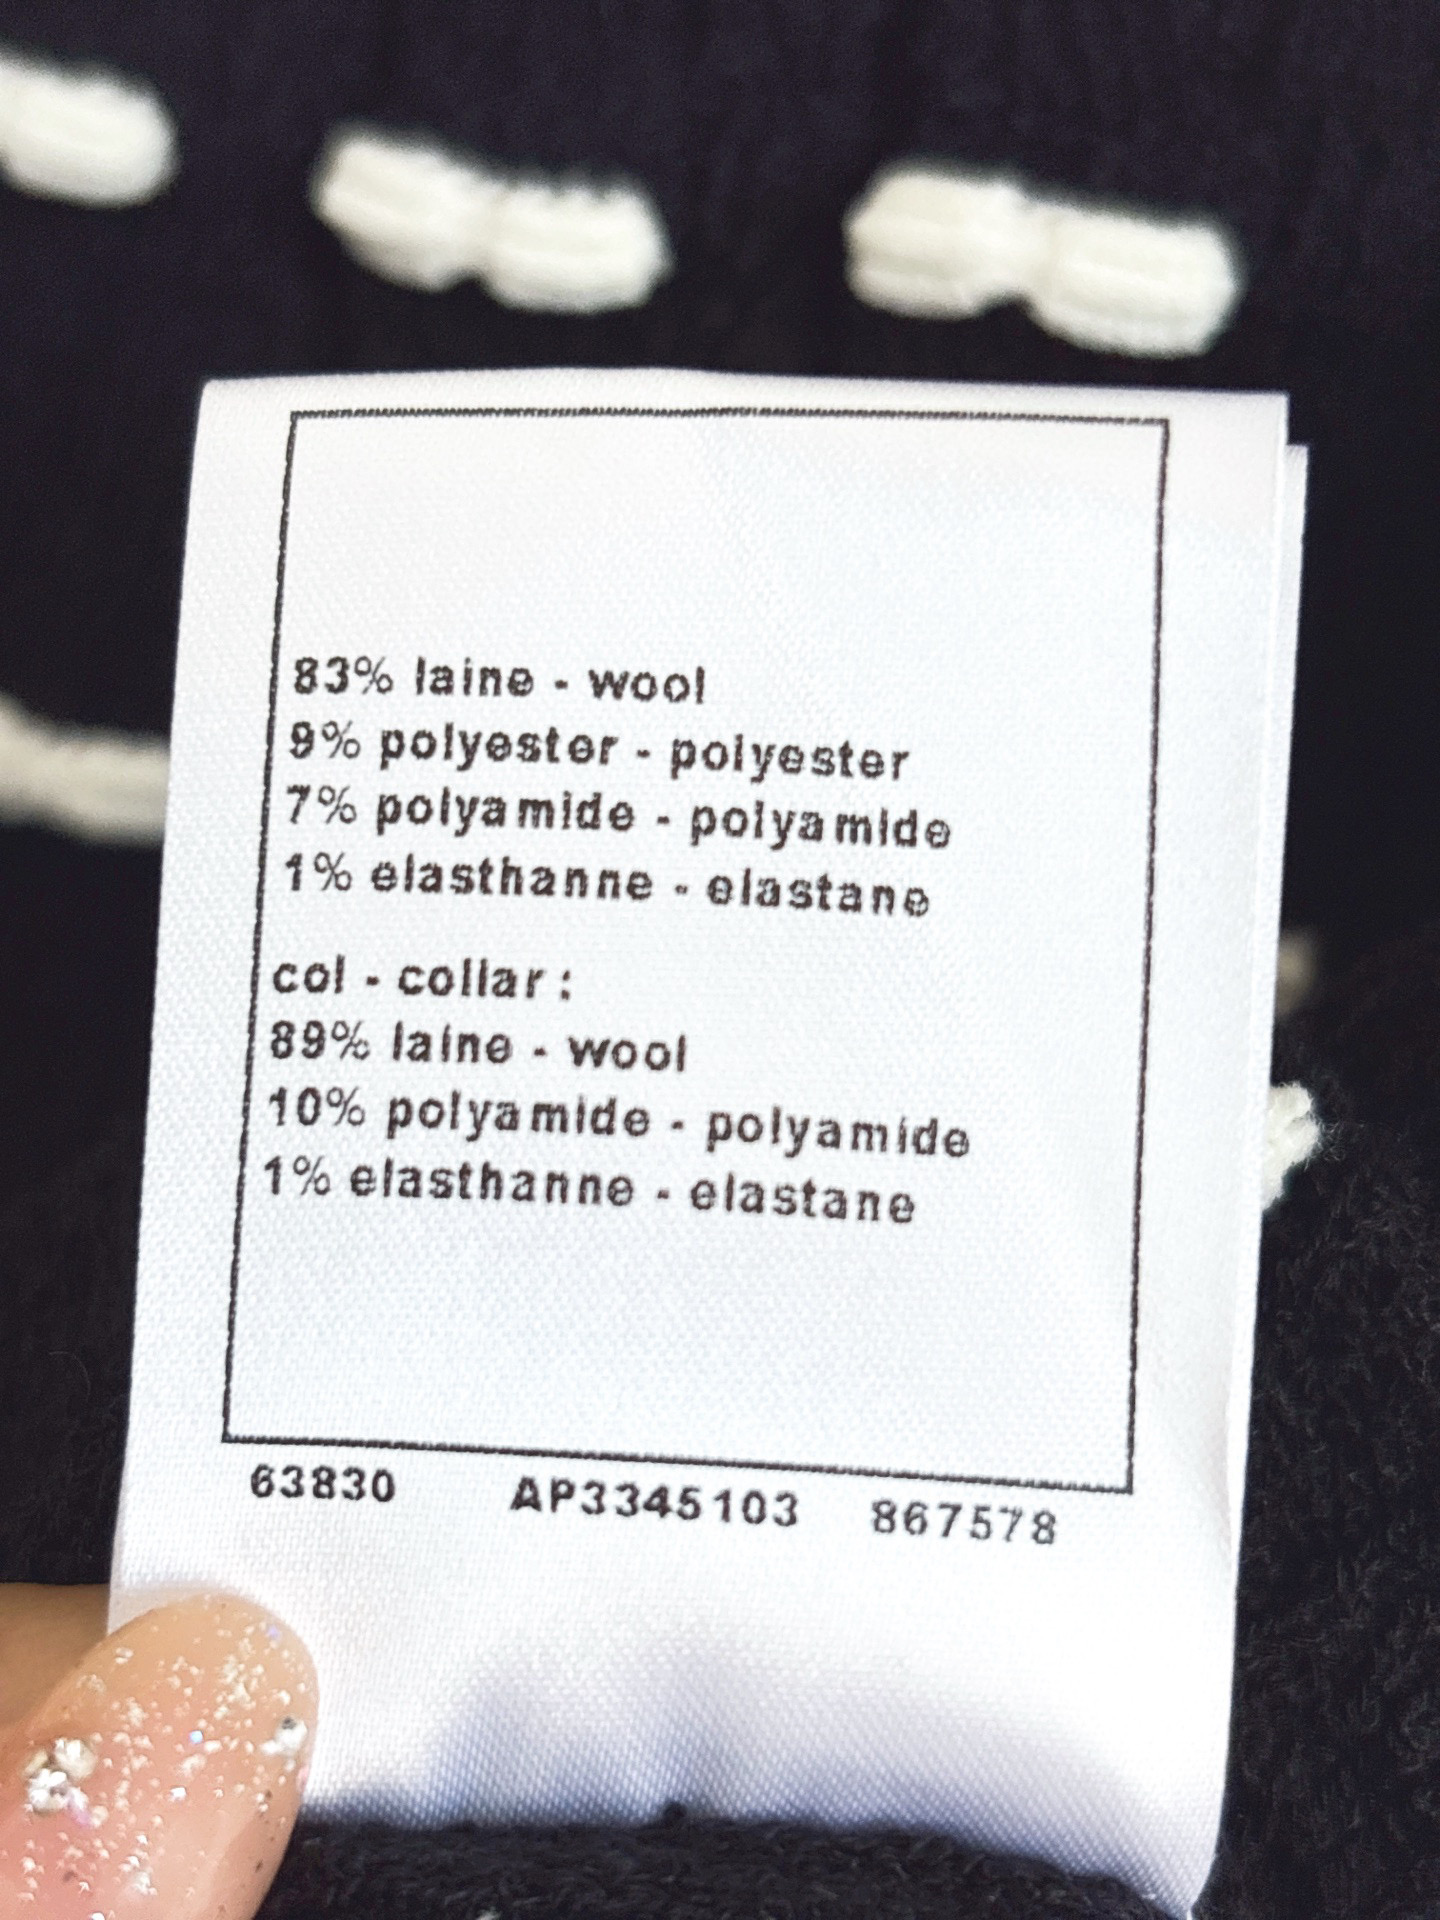 83% laine - wool
9% polyester - polyester
7% polyamide - polyamide
1% elasthanne - elastane
col - collar :
89% laine - wool
10% polyamide - polyamide
1% elasthanne - elastane
63830 AP3345103 867578